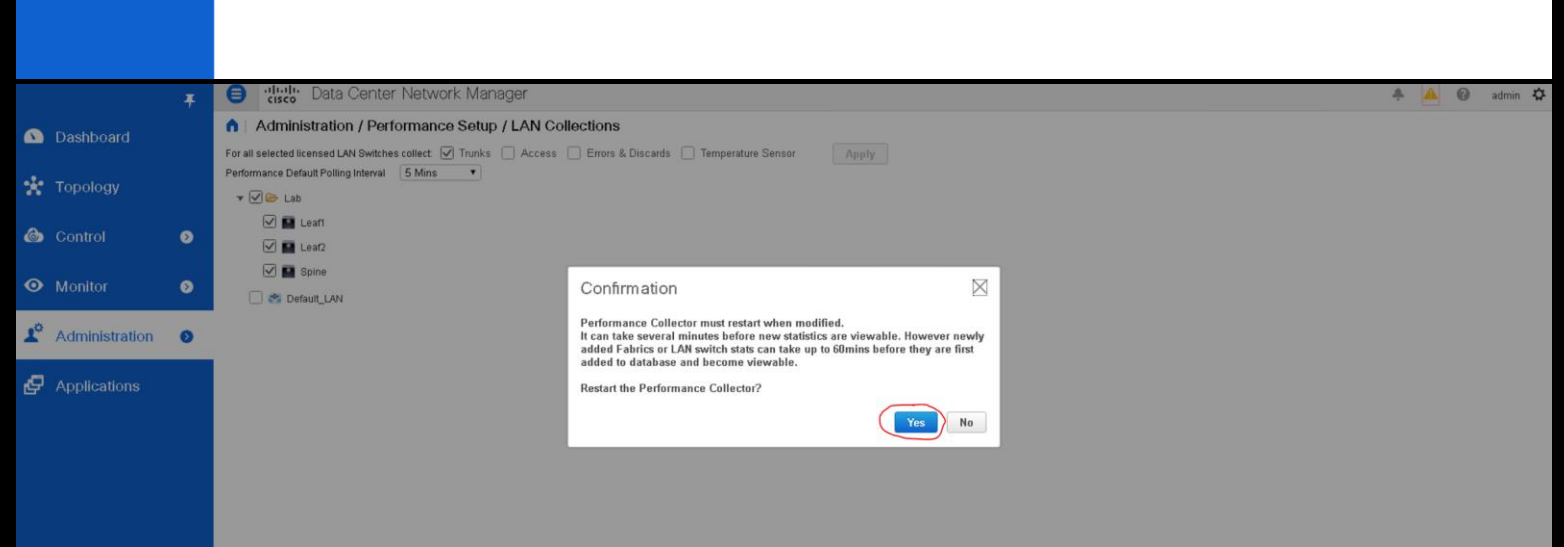 CISCO Data Center Network Manager
admin
Dashboard
Topology
Control
Monitor
Administration
Applications
Administration / Performance Setup / LAN Collections
For all selected licensed LAN Switches collect: Trunks Access Errors & Discards Temperature Sensor Apply
Performance Default Polling Interval 5 Mins
Lab
Leaf1
Leaf2
Spine
Default_LAN
Confirmation
Performance Collector must restart when modified.
It can take several minutes before new statistics are viewable. However newly
added Fabrics or LAN switch stats can take up to 60mins before they are first
added to database and become viewable.
Restart the Performance Collector?
Yes No